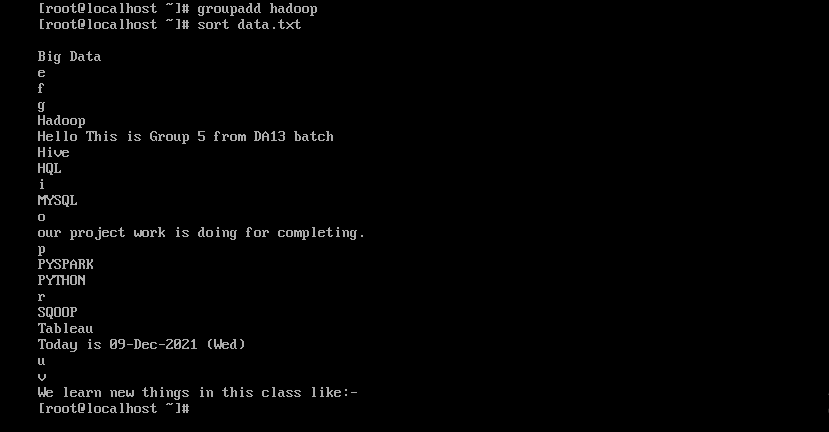 [root@localhost ~]# groupadd hadoop
[root@localhost ~]# sort data.txt
Big Data
e
f
g
Hadoop
Hello This is Group 5 from DA13 batch
Hive
HQL
i
MYSQL
o
our project work is doing for completing.
p
PYSPARK
PYTHON
r
SQOOP
Tableau
Today is 09-Dec-2021 (Wed)
u
v
We learn new things in this class like:-
[root@localhost ~]#